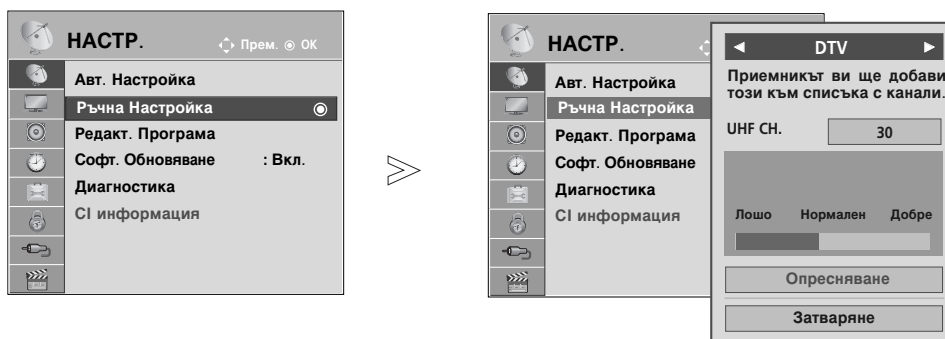 НАСТР.
Прем. OK
Авт. Настройка
Ръчна Настройка
Редакт. Програма
Софт. Обновяване : Вкл.
Диагностика
CI информация
НАСТР.
Авт. Настройка
Ръчна Настройка
Редакт. Програма
Софт. Обновяване
Диагностика
CI информация
◄ DTV ►
Приемникът ви ще добави
този към списъка с канали.
UHF CH. 30
Лошо Нормален Добре
Опресняване
Затваряне